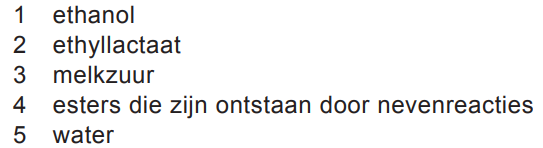 1 ethanol
2 ethyllactaat
3 melkzuur
4 esters die zijn ontstaan door nevenreacties
5 water